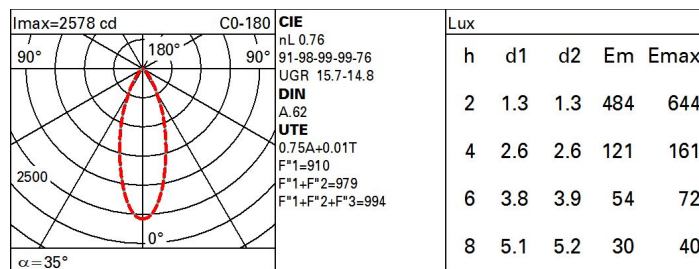 Imax=2578 cd C0-180
90° 180° 90°
2500
0°
α=35°
CIE
nL 0.76
91-98-99-99-76
UGR 15.7-14.8
DIN
A.62
UTE
0.75A+0.01T
F"1=910
F"1+F"2=979
F"1+F"2+F"3=994
Lux
h d1 d2 Em Emax
2 1.3 1.3 484 644
4 2.6 2.6 121 161
6 3.8 3.9 54 72
8 5.1 5.2 30 40